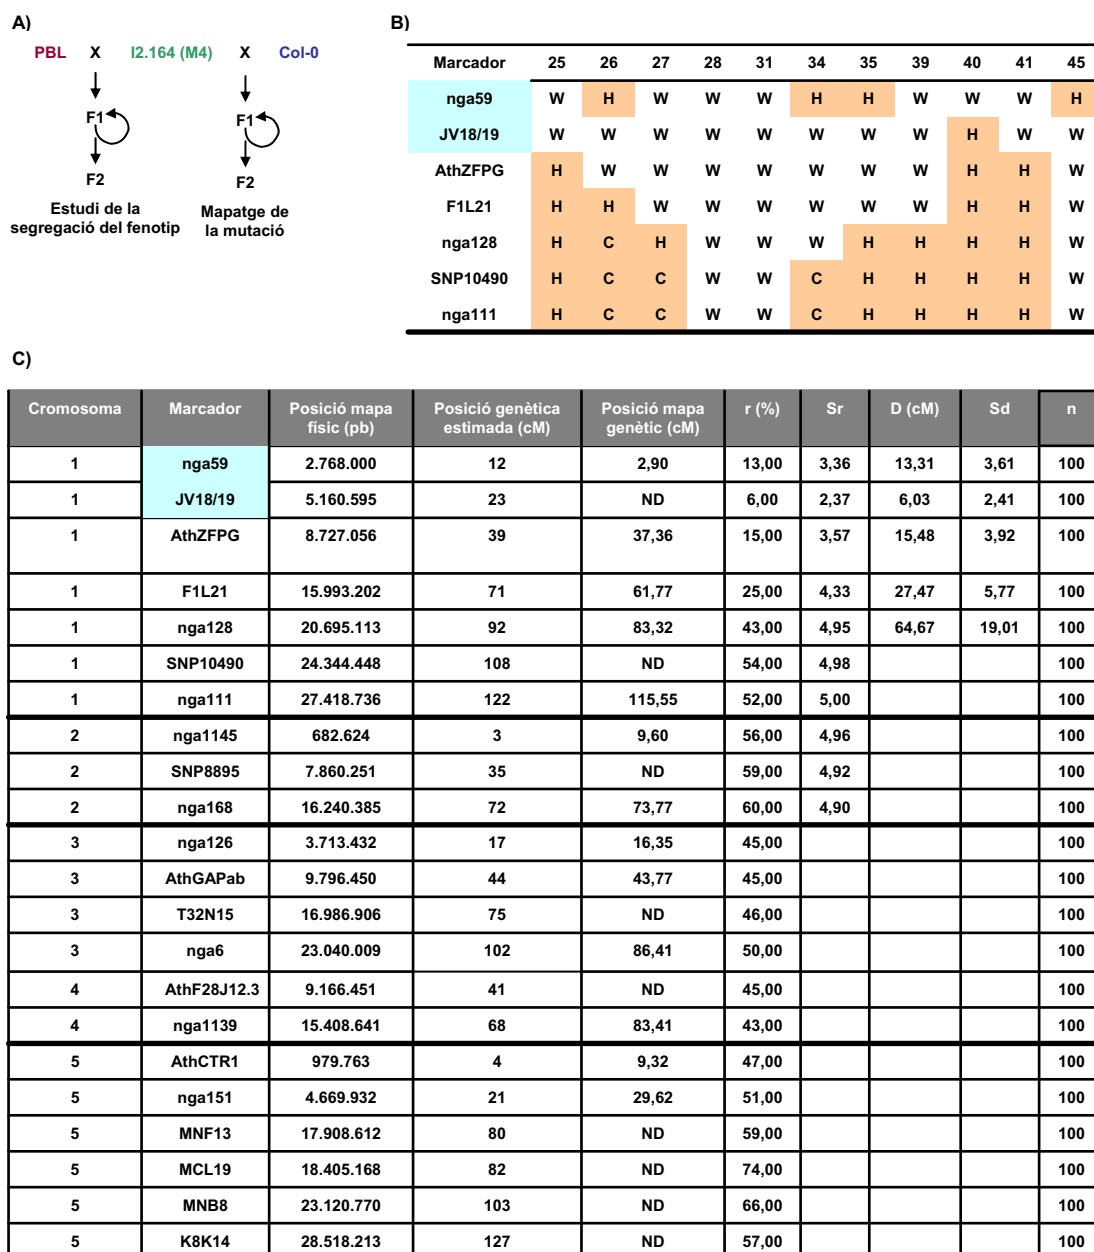 A)
PBL X I2.164 (M4) X Col-0
F1 F1
F2 F2
Estudi de la
segregació del fenotip
Mapatge de
la mutació
B)
Marcador 25 26 27 28 31 34 35 39 40 41 45
nga59 W H W W W H H W W W H
JV18/19 W W W W W W W W H W W
AthZFPG H W W W W W W W H H W
F1L21 H H W W W W W W H H W
nga128 H C H W W W H H H H W
SNP10490 H C C W W C H H H H W
nga111 H C C W W C H H H H W
C)
Cromosoma Marcador Posició mapa físic (pb) Posició genètica estimada (cM) Posició mapa genètic (cM) r (%) Sr D (cM) Sd n
1 nga59 2.768.000 12 2,90 13,00 3,36 13,31 3,61 100
1 JV18/19 5.160.595 23 ND 6,00 2,37 6,03 2,41 100
1 AthZFPG 8.727.056 39 37,36 15,00 3,57 15,48 3,92 100
1 F1L21 15.993.202 71 61,77 25,00 4,33 27,47 5,77 100
1 nga128 20.695.113 92 83,32 43,00 4,95 64,67 19,01 100
1 SNP10490 24.344.448 108 ND 54,00 4,98 100
1 nga111 27.418.736 122 115,55 52,00 5,00 100
2 nga1145 682.624 3 9,60 56,00 4,96 100
2 SNP8895 7.860.251 35 ND 59,00 4,92 100
2 nga168 16.240.385 72 73,77 60,00 4,90 100
3 nga126 3.713.432 17 16,35 45,00 100
3 AthGAPab 9.796.450 44 43,77 45,00 100
3 T32N15 16.986.906 75 ND 46,00 100
3 nga6 23.040.009 102 86,41 50,00 100
4 AthF28J12.3 9.166.451 41 ND 45,00 100
4 nga1139 15.408.641 68 83,41 43,00 100
5 AthCTR1 979.763 4 9,32 47,00 100
5 nga151 4.669.932 21 29,62 51,00 100
5 MNF13 17.908.612 80 ND 59,00 100
5 MCL19 18.405.168 82 ND 74,00 100
5 MNB8 23.120.770 103 ND 66,00 100
5 K8K14 28.518.213 127 ND 57,00 100